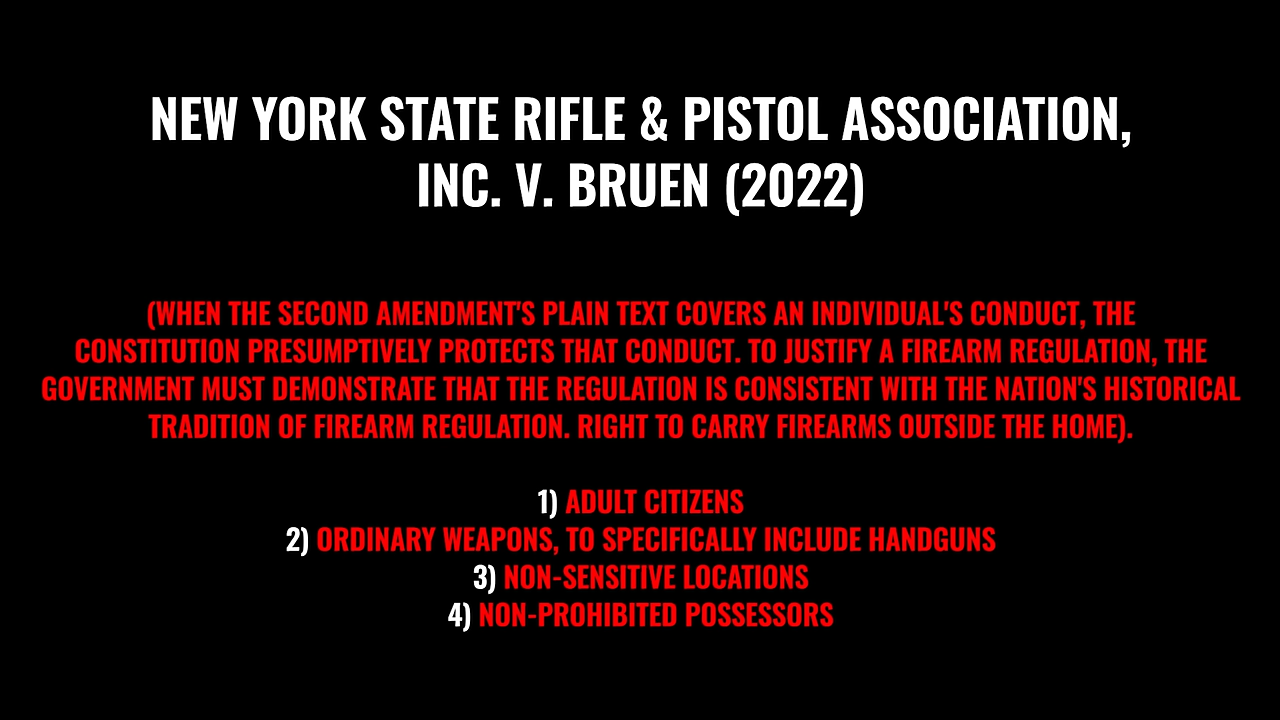 NEW YORK STATE RIFLE & PISTOL ASSOCIATION,
INC. V. BRUEN (2022)
(WHEN THE SECOND AMENDMENT'S PLAIN TEXT COVERS AN INDIVIDUAL'S CONDUCT, THE
CONSTITUTION PRESUMPTIVELY PROTECTS THAT CONDUCT. TO JUSTIFY A FIREARM REGULATION, THE
GOVERNMENT MUST DEMONSTRATE THAT THE REGULATION IS CONSISTENT WITH THE NATION'S HISTORICAL
TRADITION OF FIREARM REGULATION. RIGHT TO CARRY FIREARMS OUTSIDE THE HOME).
1) ADULT CITIZENS
2) ORDINARY WEAPONS, TO SPECIFICALLY INCLUDE HANDGUNS
3) NON-SENSITIVE LOCATIONS
4) NON-PROHIBITED POSSESSORS